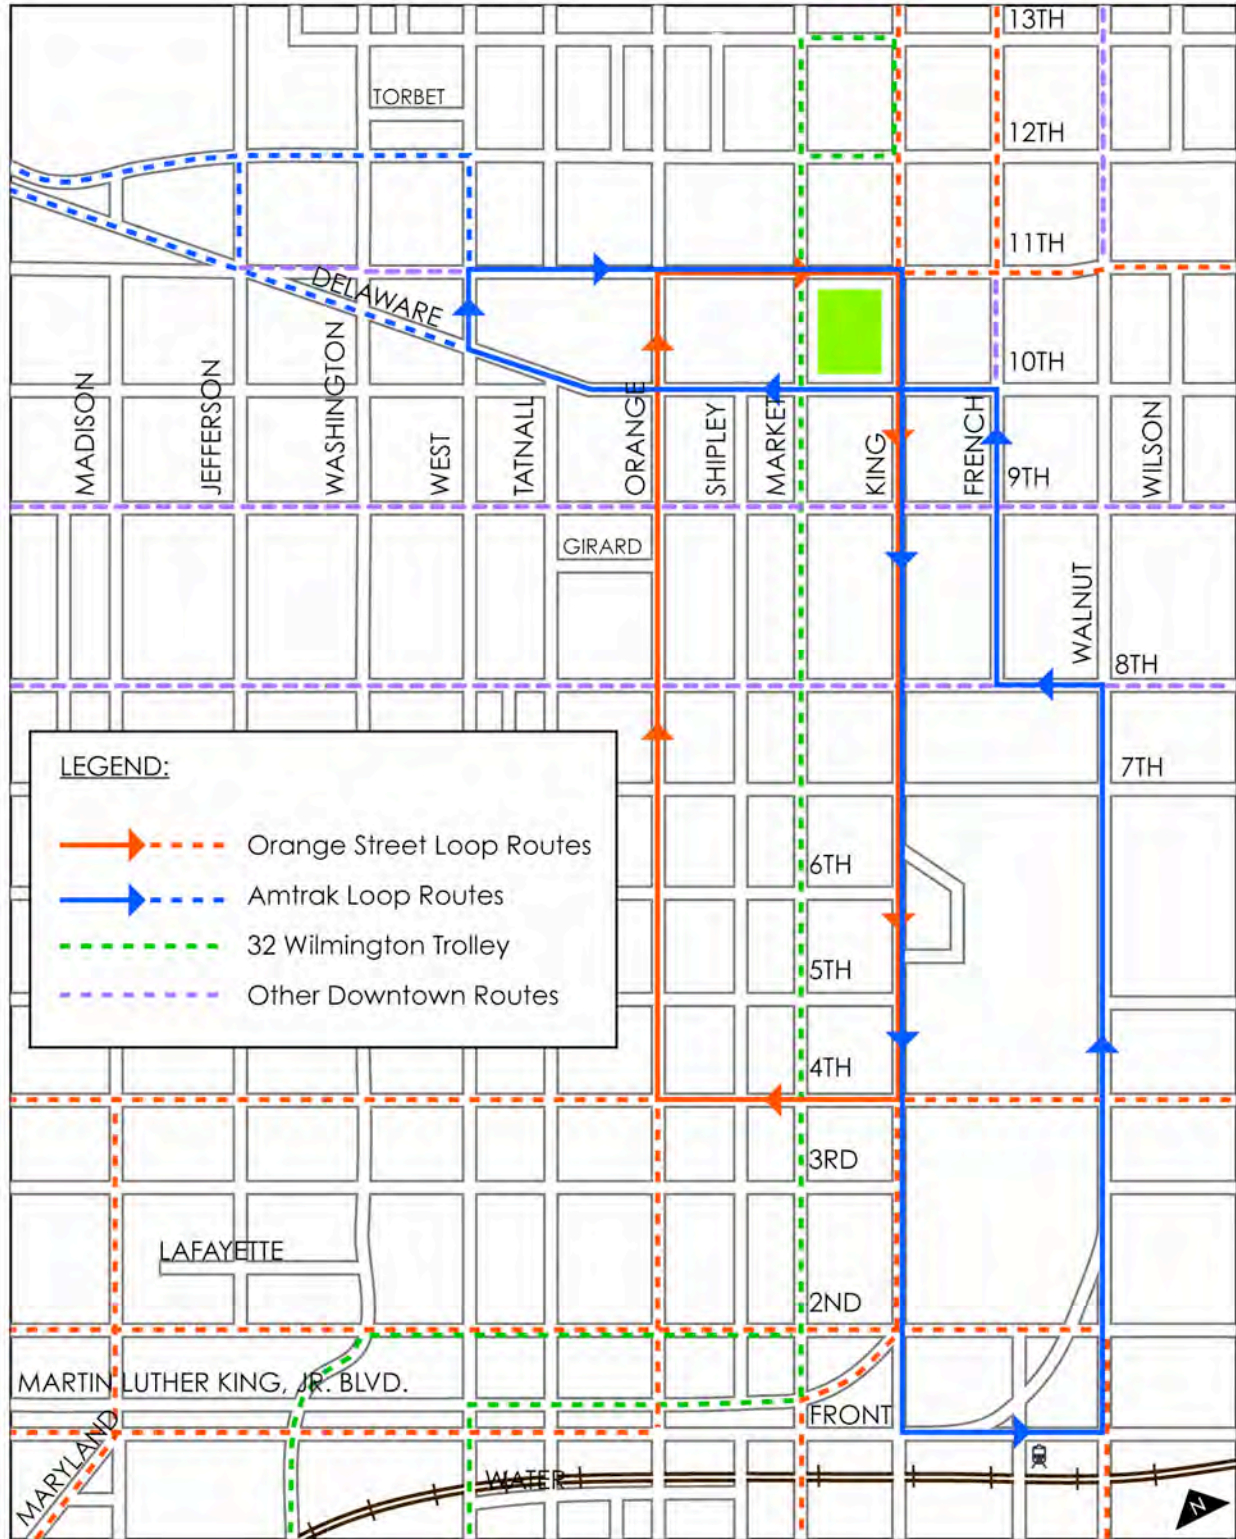 13TH
TORBET
12TH
11TH
DELAWARE
10TH
MADISON
JEFFERSON
WASHINGTON
WEST
TATNALL
ORANGE
SHIPLEY
MARKET
KING
FRENCH
9TH
WILSON
GIRARD
WALNUT
8TH
7TH
LEGEND:
Orange Street Loop Routes
Amtrak Loop Routes
32 Wilmington Trolley
Other Downtown Routes
6TH
5TH
4TH
3RD
LAFAYETTE
2ND
MARTIN LUTHER KING, JR. BLVD.
FRONT
MARYLAND
WATER
N